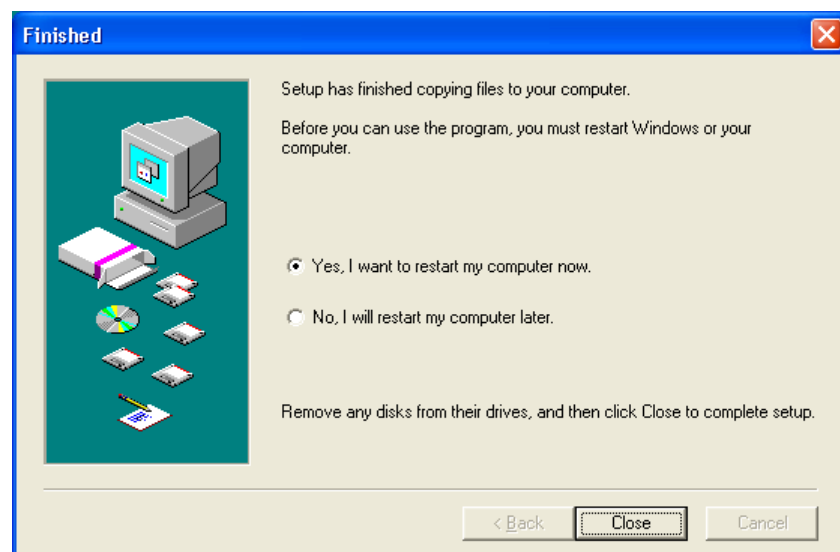 Finished
Setup has finished copying files to your computer.
Before you can use the program, you must restart Windows or your
computer.
Yes, I want to restart my computer now.
No, I will restart my computer later.
Remove any disks from their drives, and then click Close to complete setup.
< Back
Close
Cancel